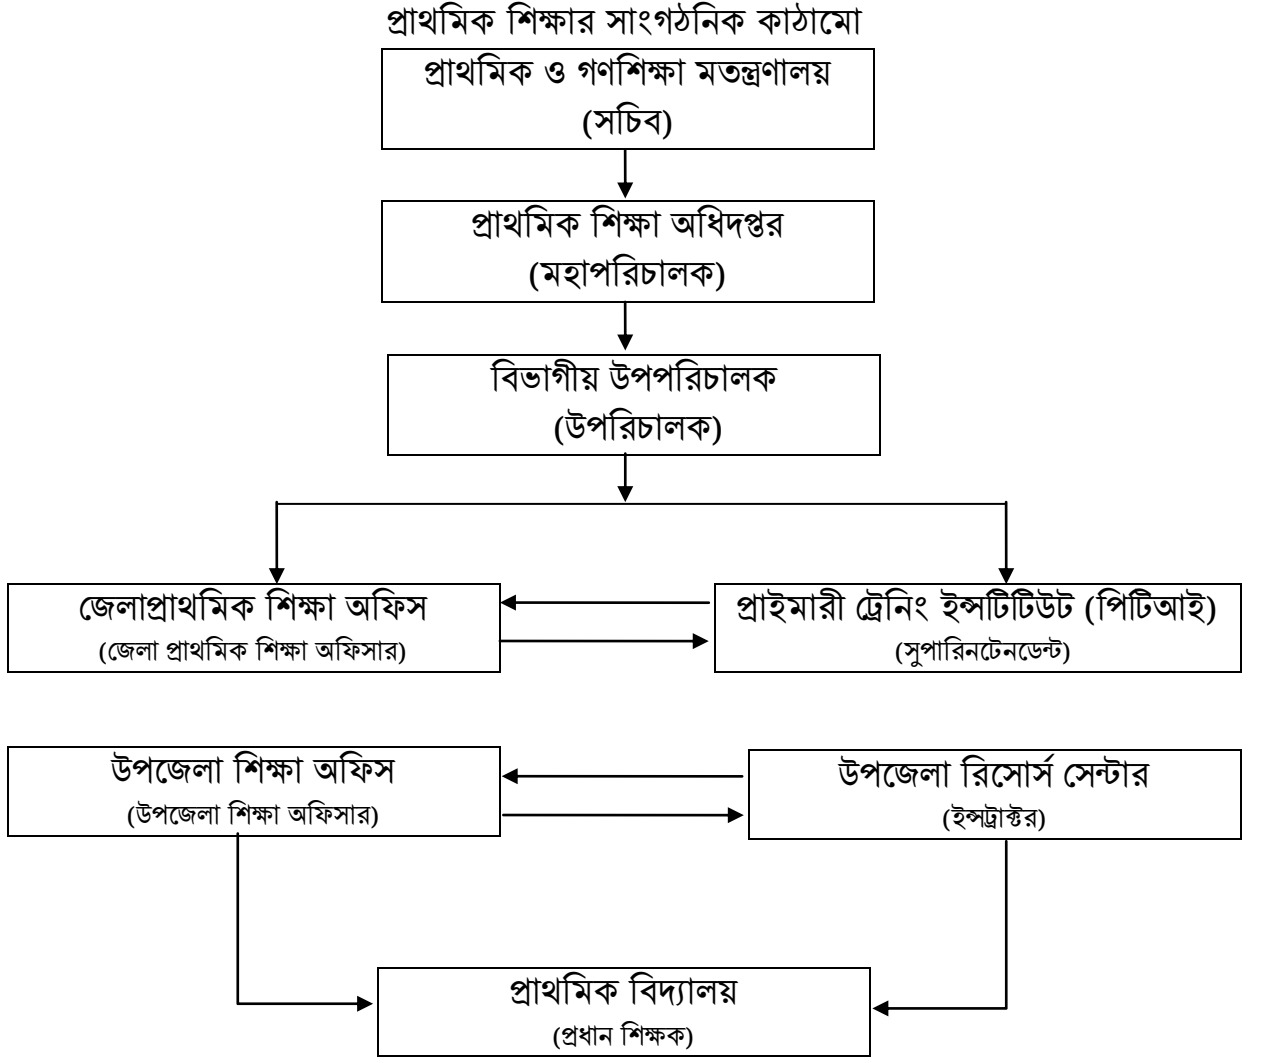 প্রাথমিক শিক্ষার সাংগঠনিক কাঠামো
প্রাথমিক ও গণশিক্ষা মতন্ত্রণালয়
(সচিব)
প্রাথমিক শিক্ষা অধিদপ্তর
(মহাপরিচালক)
বিভাগীয় উপপরিচালক
(উপরিচালক)
জেলাপ্রাথমিক শিক্ষা অফিস
(জেলা প্রাথমিক শিক্ষা অফিসার)
প্রাইমারী ট্রেনিং ইন্সটিটিউট (পিটিআই)
(সুপারিনটেনডেন্ট)
উপজেলা শিক্ষা অফিস
(উপজেলা শিক্ষা অফিসার)
উপজেলা রিসোর্স সেন্টার
(ইন্সট্রাক্টর)
প্রাথমিক বিদ্যালয়
(প্রধান শিক্ষক)